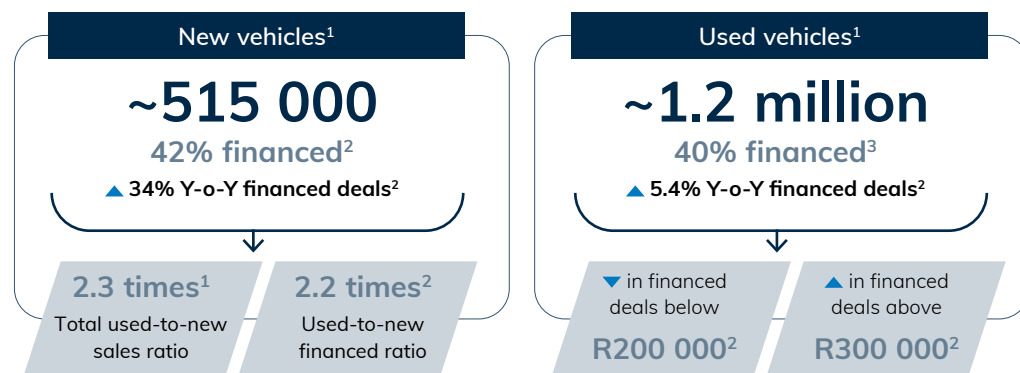 New vehicles¹
~515 000
42% financed²
▲ 34% Y-o-Y financed deals²
2.3 times¹
Total used-to-new
sales ratio
2.2 times²
Used-to-new
financed ratio
Used vehicles¹
~1.2 million
40% financed³
▲ 5.4% Y-o-Y financed deals²
▼ in financed
deals below
R200 000²
▲ in financed
deals above
R300 000²